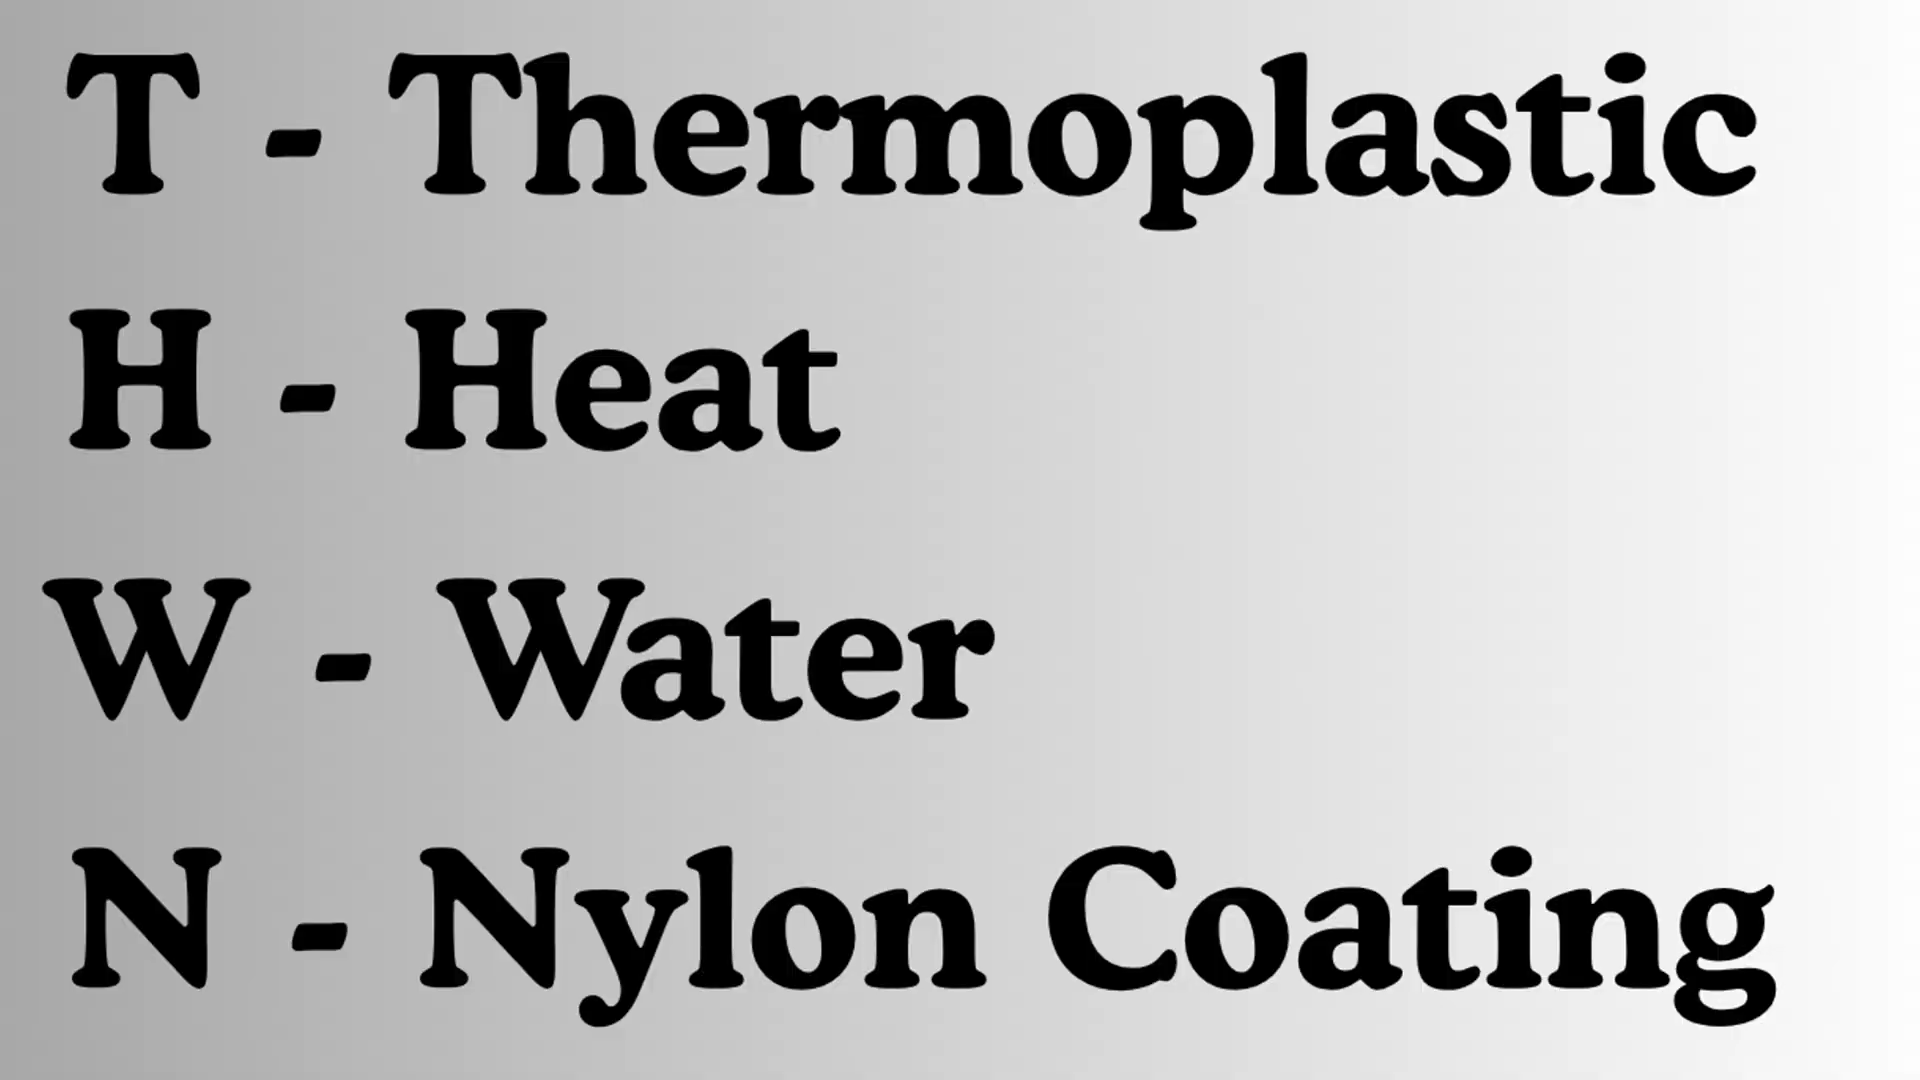 T - Thermoplastic
H - Heat
W - Water
N - Nylon Coating